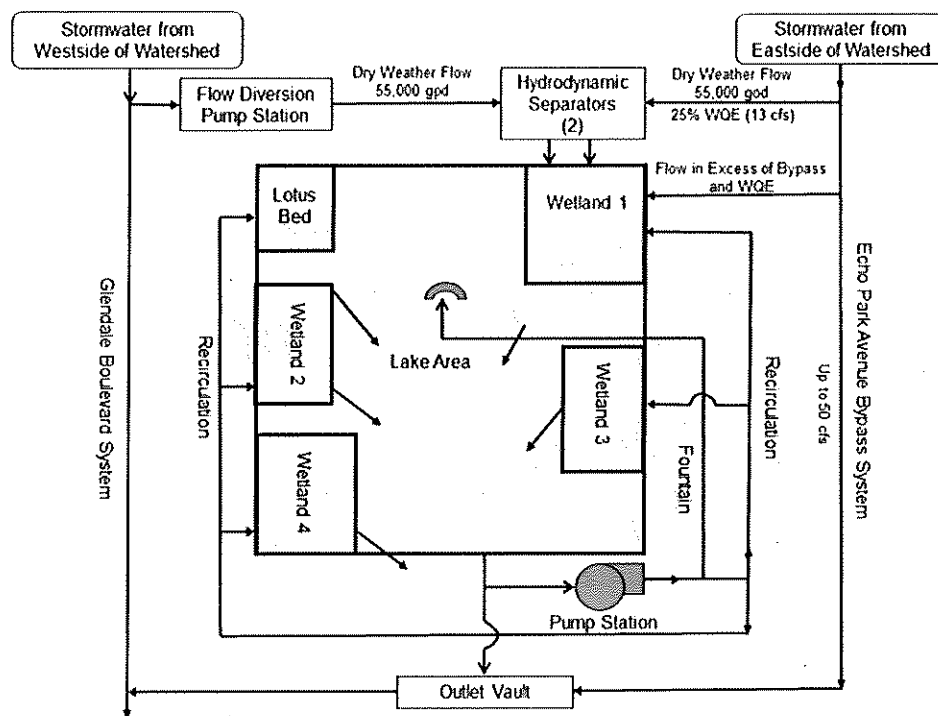 Stormwater from
Westside of Watershed
Stormwater from
Eastside of Watershed
Flow Diversion
Pump Station
Dry Weather Flow
55,000 gpd
Hydrodynamic
Separators
(2)
Dry Weather Flow
55,000 gpd
25% WQE (13 cfs)
Flow in Excess of Bypass
and WQE
Lotus
Bed
Wetland 1
Wetland 2
Lake Area
Wetland 3
Wetland 4
Glendale Boulevard System
Recirculation
Fountain
Recirculation
Up to 50 cfs
Echo Park Avenue Bypass System
Pump Station
Outlet Vault